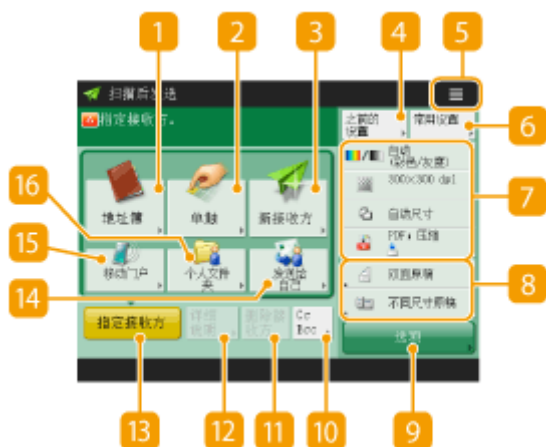 1
2
3
4
5
扫描后发送
指定接收方。
之前的
设置
常用设置
6
自动
(彩色/灰度)
300×300 dpi
自动尺寸
PDF; 压缩
7
16
地址簿
单触
新接收方
15
移动门户
个人文件
夹
发送给
自己
14
双面原稿
不同尺寸原稿
8
指定接收方
详细
信息
删除接
收方
Cc
Bcc
选项
13
12
11
10
9